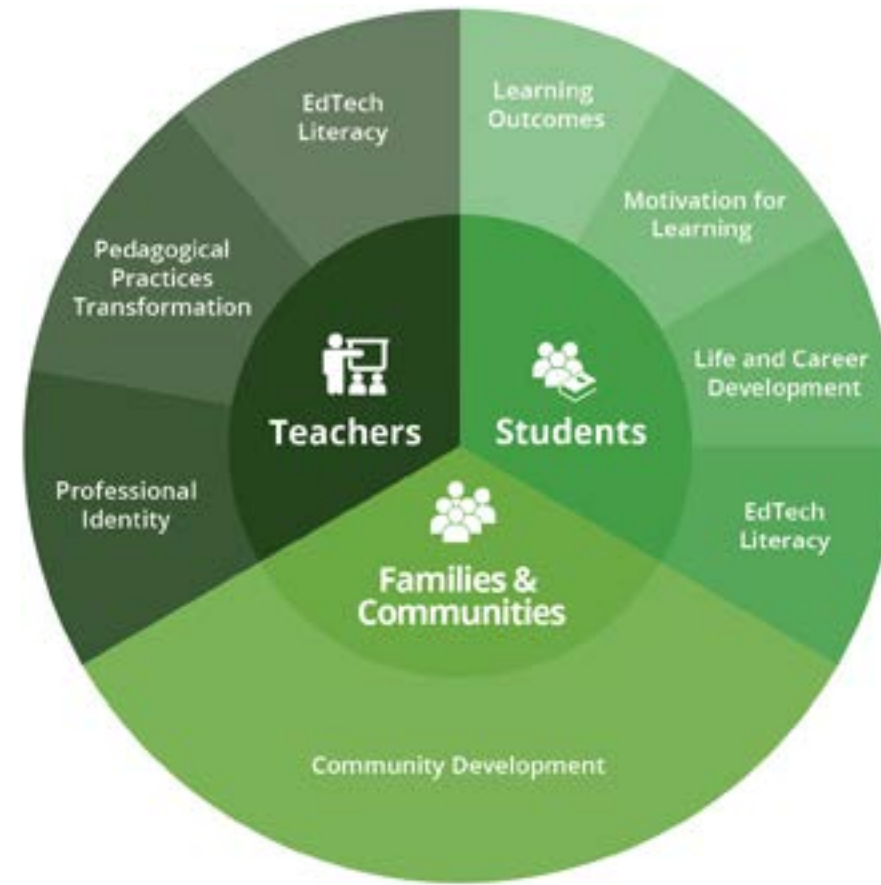 EdTech
Literacy
Learning
Outcomes
Motivation for
Learning
Pedagogical
Practices
Transformation
Life and Career
Development
Teachers
Students
Professional
Identity
EdTech
Literacy
Families &
Communities
Community Development